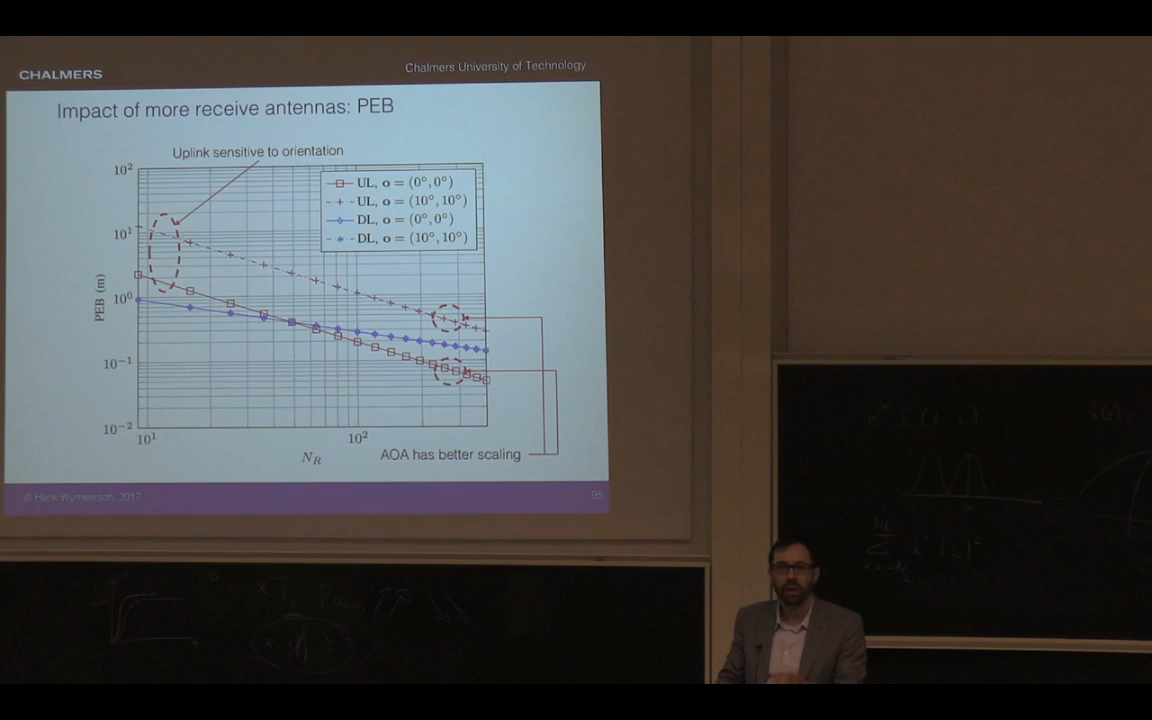 CHALMERS
Chalmers University of Technology
Impact of more receive antennas: PEB
Uplink sensitive to orientation
10²
UL, o = (0°, 0°)
UL, o = (10°, 10°)
10¹
DL, o = (0°, 0°)
DL, o = (10°, 10°)
PEB (m)
10⁰
10⁻¹
10⁻²
10¹
10²
N_R
AOA has better scaling
© Henk Wymeersch, 2017
95